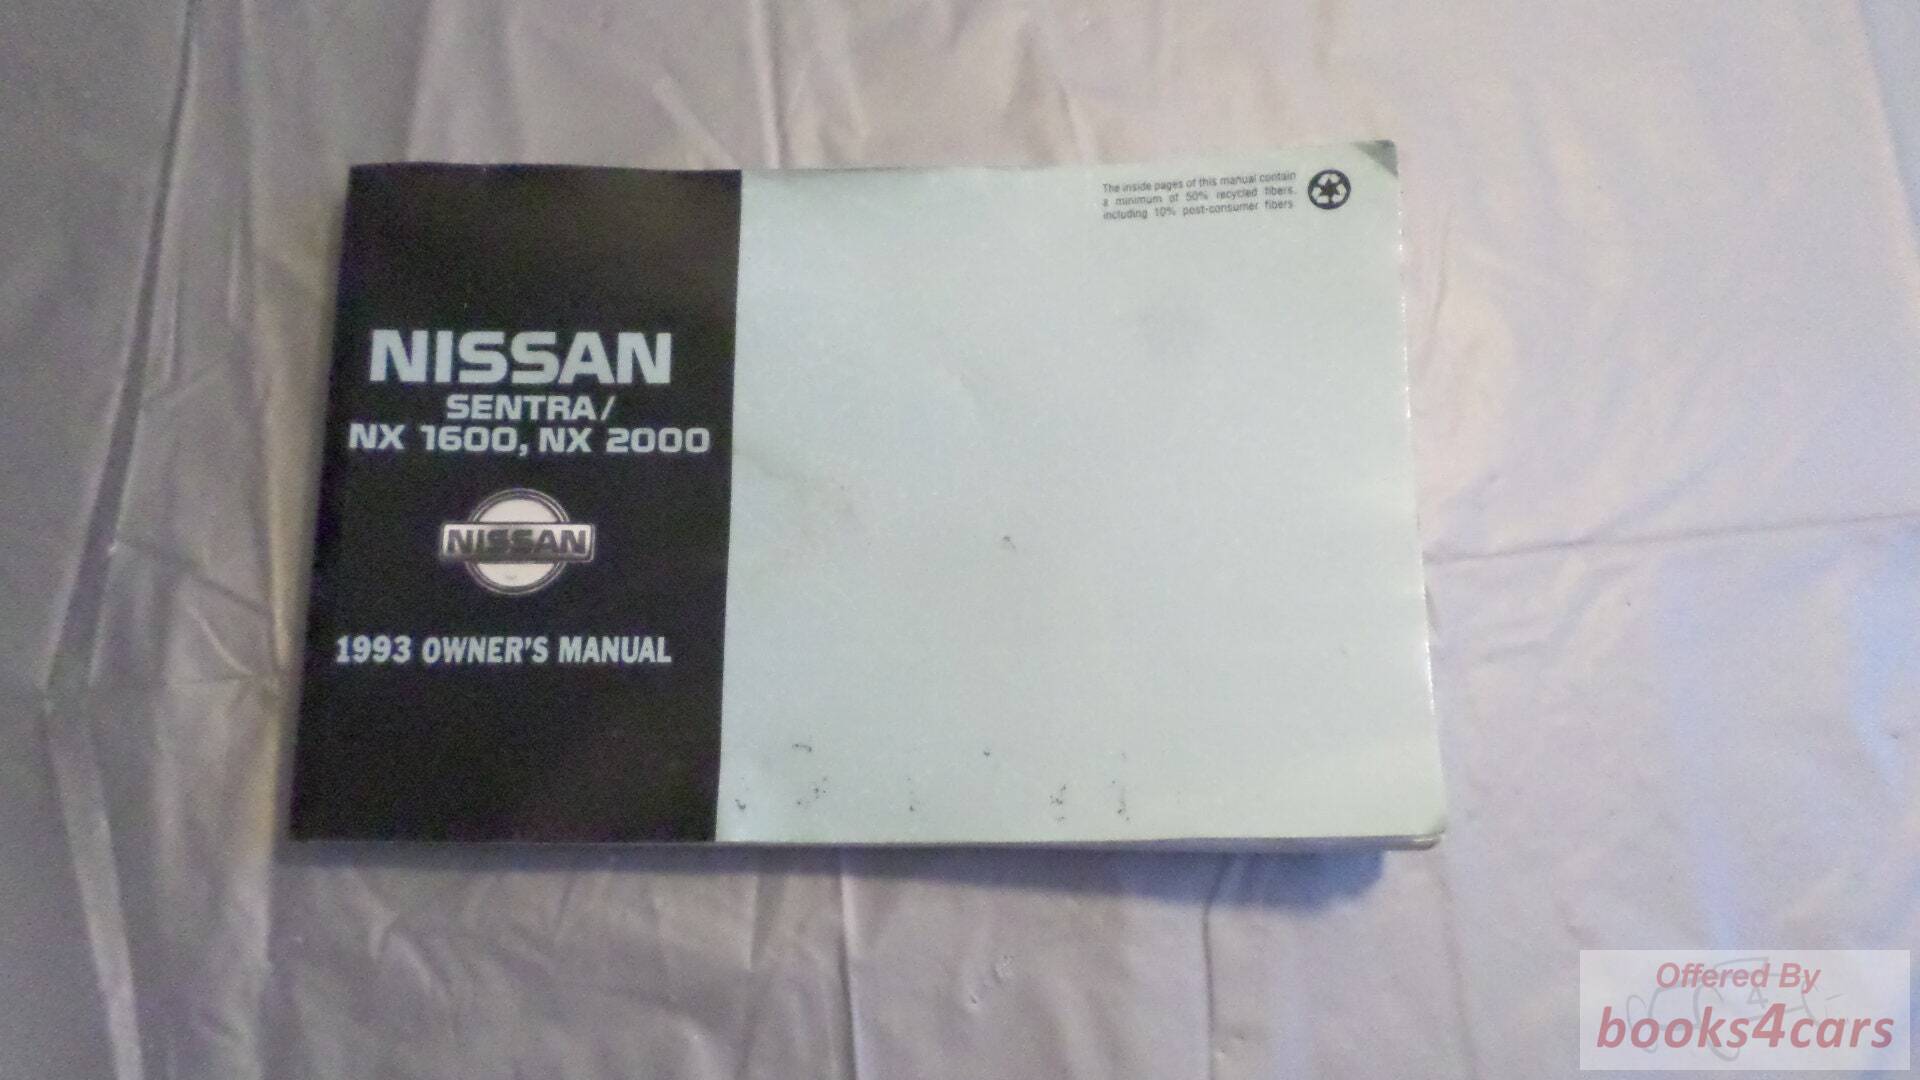 The inside pages of this manual contain
a minimum of 50% recycled fibers,
including 10% post-consumer fibers.
NISSAN
SENTRA/
NX 1600, NX 2000
NISSAN
1993 OWNER'S MANUAL
Offered By
books4cars